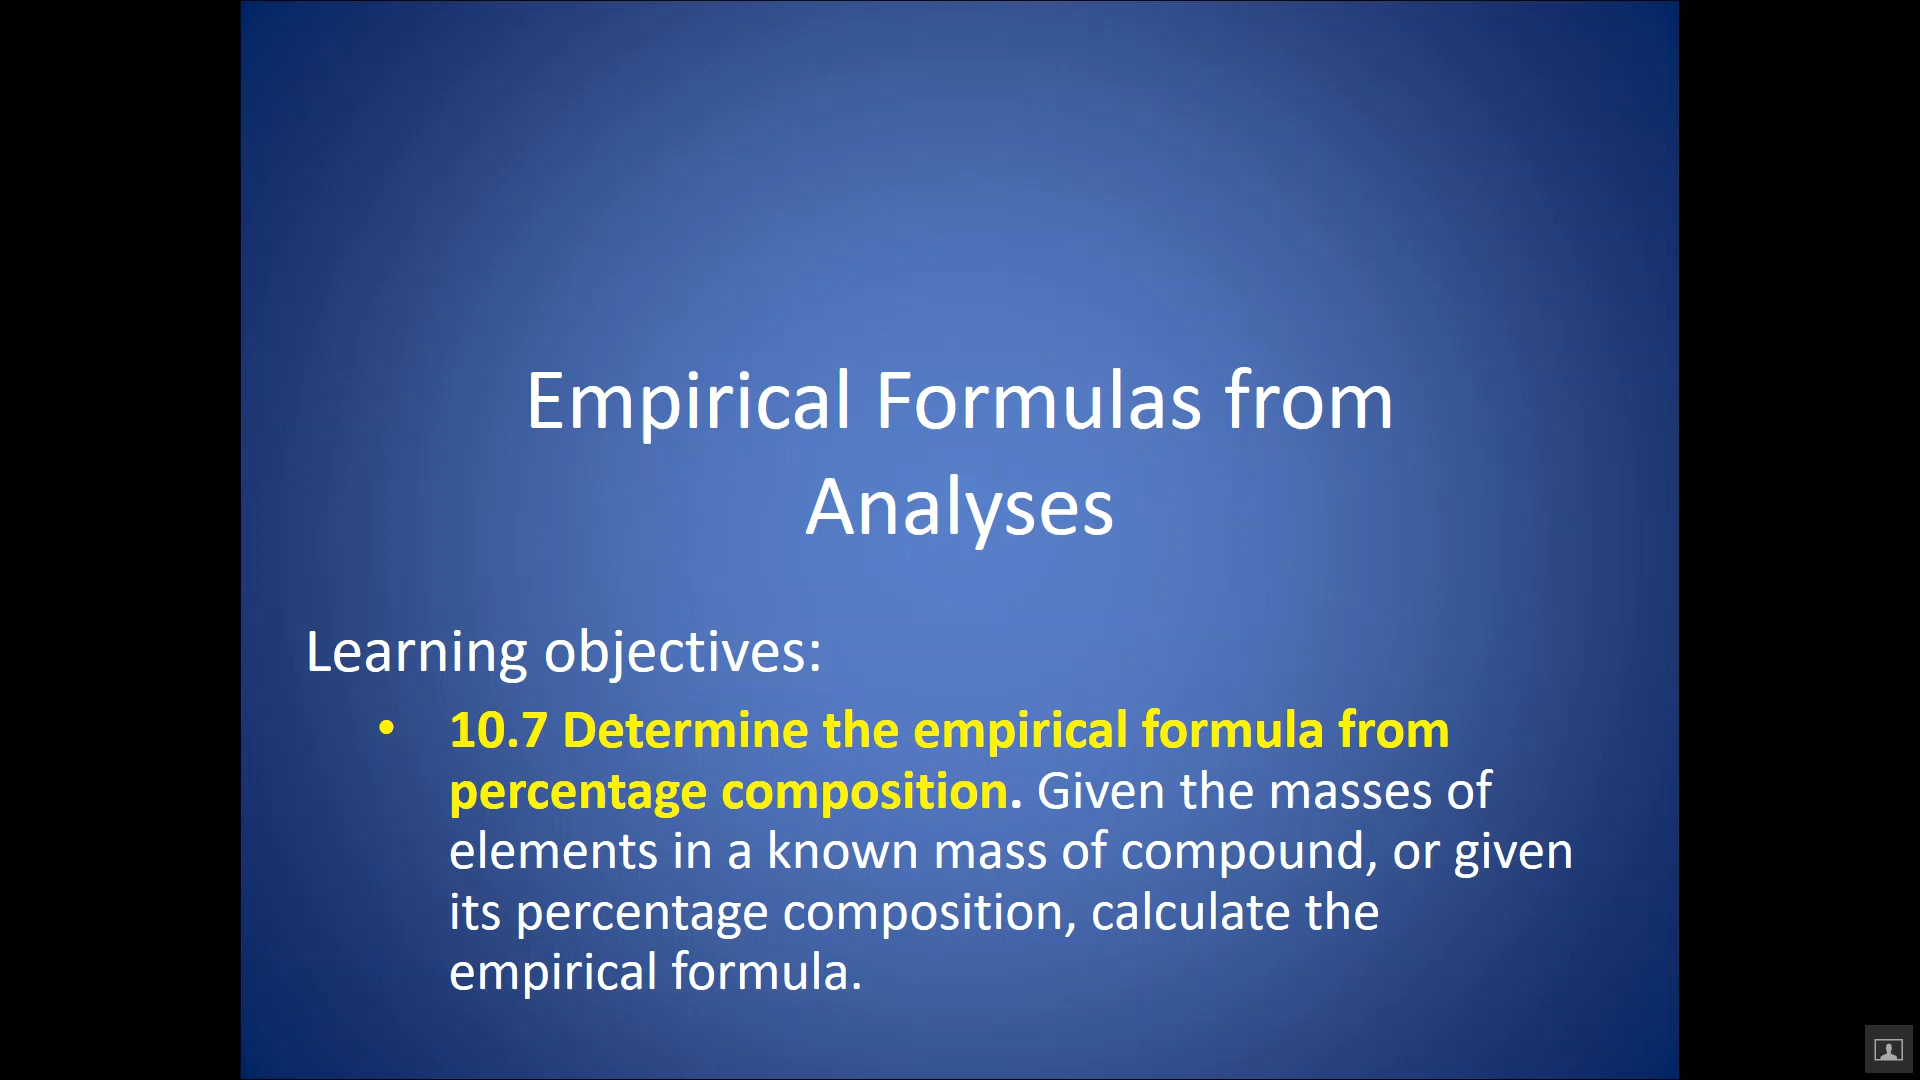 Empirical Formulas from
Analyses
Learning objectives:
• 10.7 Determine the empirical formula from
percentage composition. Given the masses of
elements in a known mass of compound, or given
its percentage composition, calculate the
empirical formula.